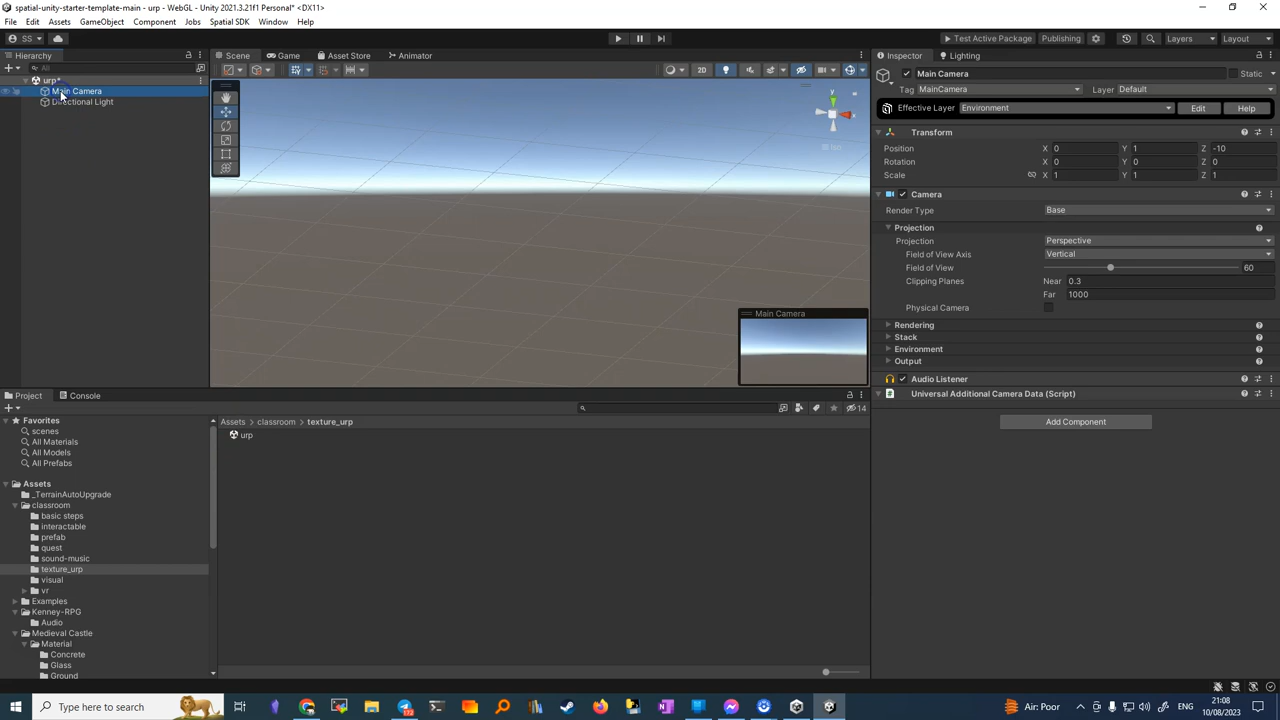 spatial-unity-starter-template-main - urp - WebGL - Unity 2021.3.21f1 Personal* <DX11>
File Edit Assets GameObject Component Jobs Spatial SDK Window Help
SS Test Active Package Publishing Layers Layout
Hierarchy Scene Game Asset Store Animator Inspector Lighting
All
urp*
Main Camera
Directional Light
2D
y
x
Main Camera
Main Camera Static
Tag MainCamera Layer Default
Effective Layer Environment Edit Help
Transform
Position X 0 Y 1 Z -10
Rotation X 0 Y 0 Z 0
Scale X 1 Y 1 Z 1
Camera
Render Type Base
Projection
Projection Perspective
Field of View Axis Vertical
Field of View 60
Clipping Planes Near 0.3
Far 1000
Physical Camera
Rendering
Stack
Environment
Output
Audio Listener
Universal Additional Camera Data (Script)
Add Component
Project Console
14
Favorites
scenes
All Materials
All Models
All Prefabs
Assets
_TerrainAutoUpgrade
classroom
basic steps
interactable
prefab
quest
sound-music
texture_urp
visual
vr
Examples
Kenney-RPG
Audio
Medieval Castle
Material
Concrete
Glass
Ground
Assets classroom texture_urp
urp
Type here to search
Air: Poor
ENG
21:08
10/08/2023